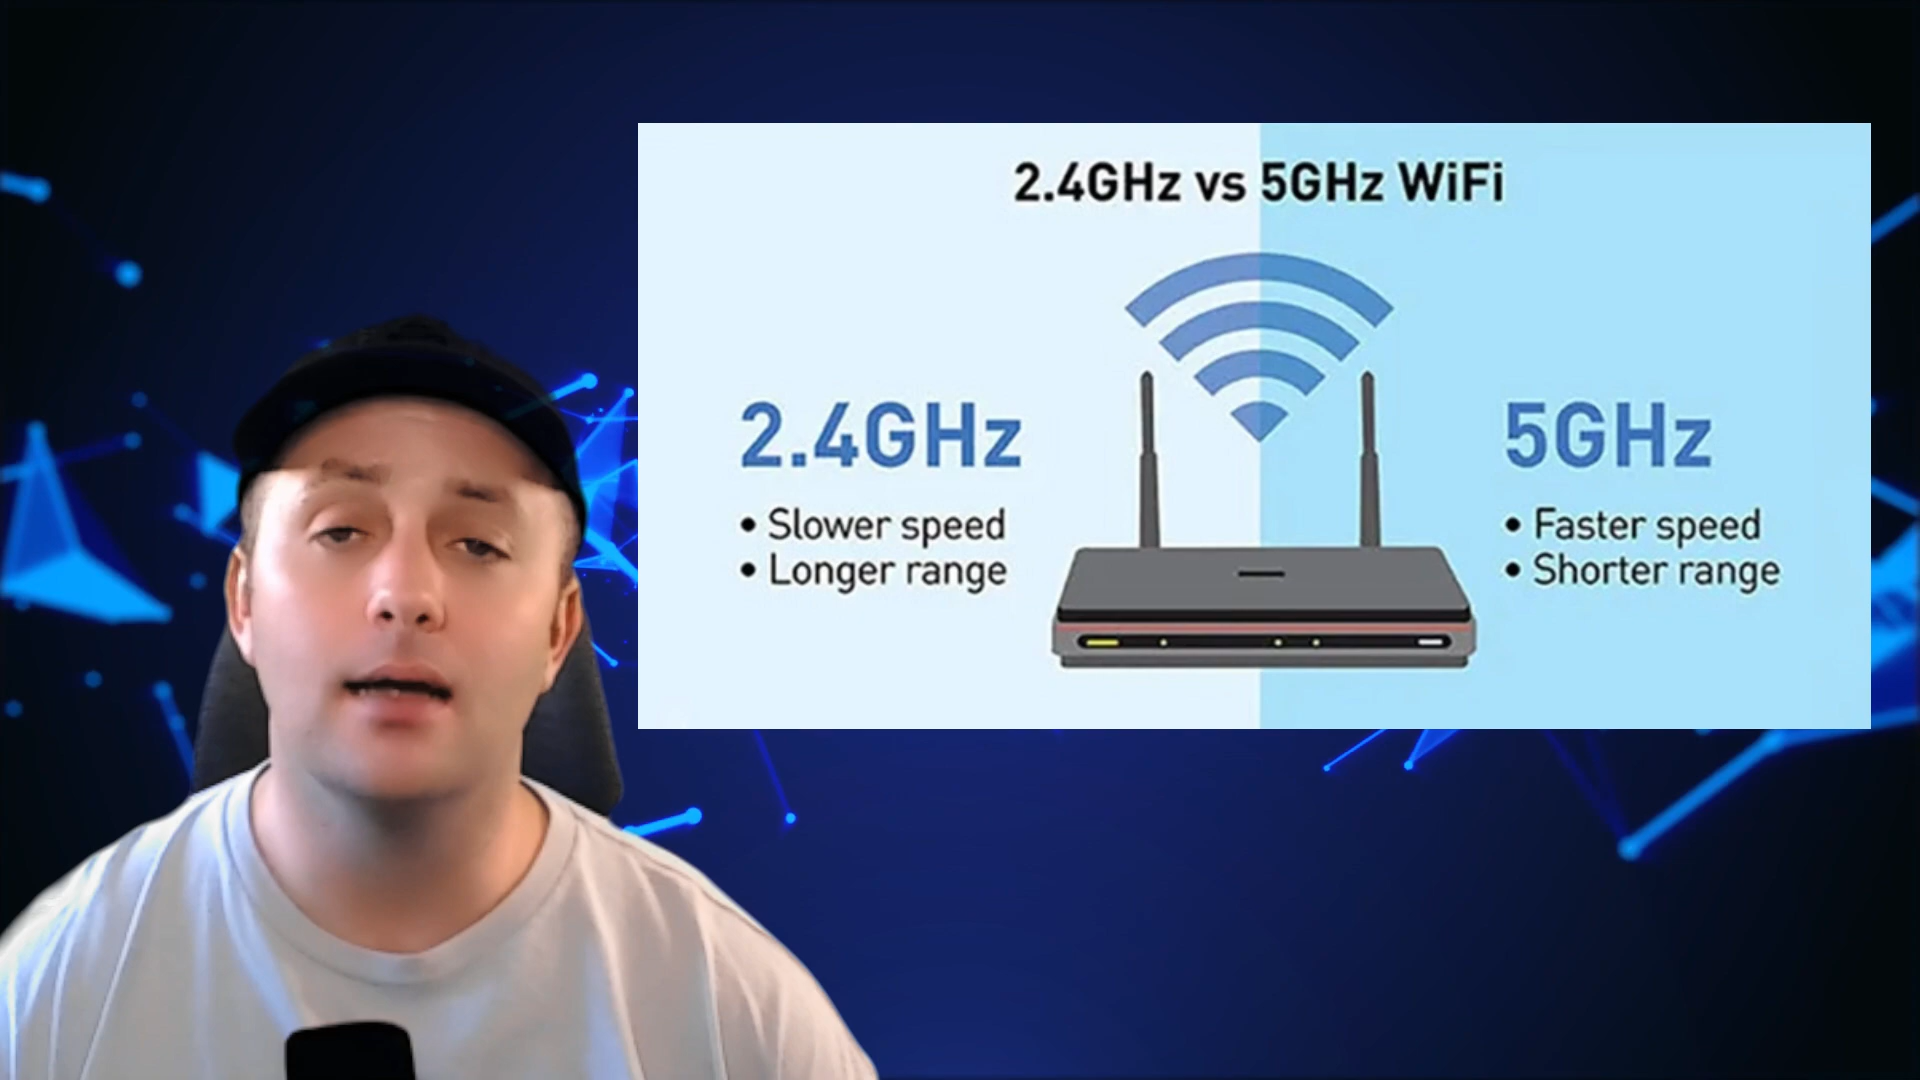 2.4GHz vs 5GHz WiFi
2.4GHz
• Slower speed
• Longer range
5GHz
• Faster speed
• Shorter range